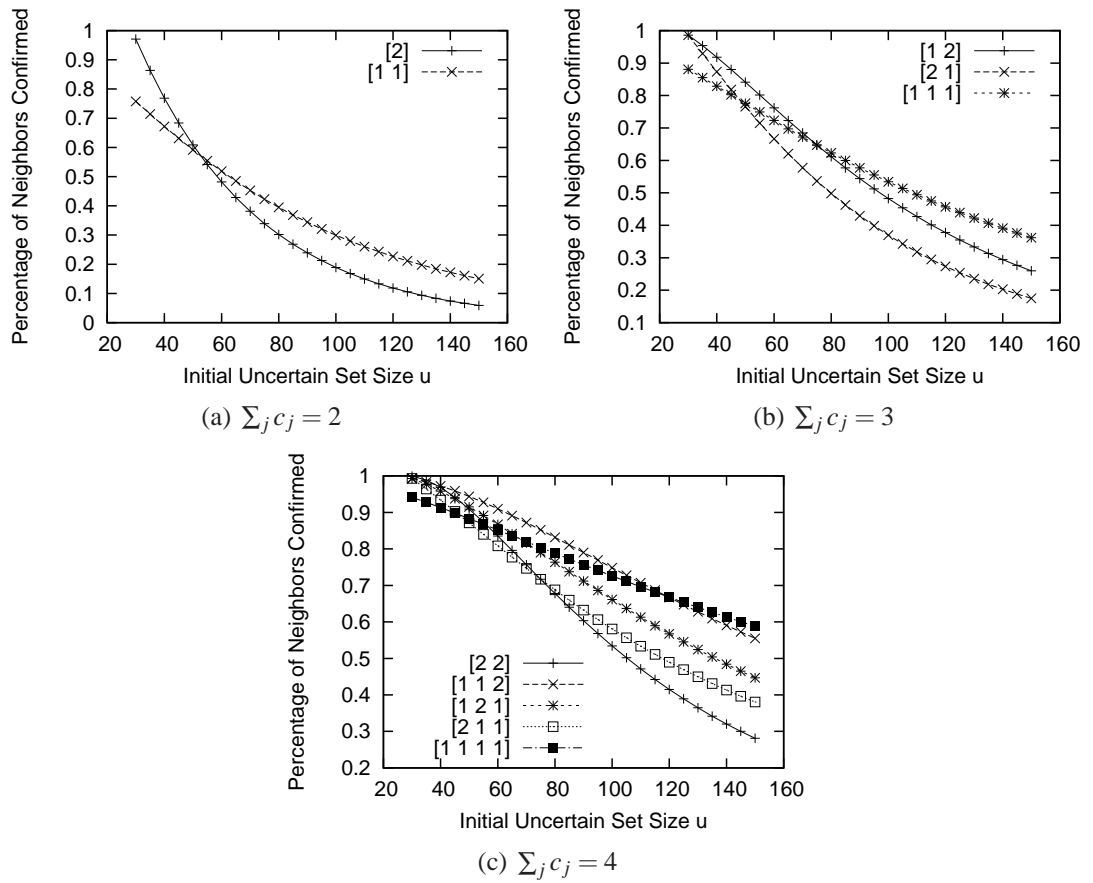 Percentage of Neighbors Confirmed
1
0.9
0.8
0.7
0.6
0.5
0.4
0.3
0.2
0.1
0
[2]
[1 1]
20 40 60 80 100 120 140 160
Initial Uncertain Set Size u
(a) ∑j cj = 2
Percentage of Neighbors Confirmed
1
0.9
0.8
0.7
0.6
0.5
0.4
0.3
0.2
0.1
[1 2]
[2 1]
[1 1 1]
20 40 60 80 100 120 140 160
Initial Uncertain Set Size u
(b) ∑j cj = 3
Percentage of Neighbors Confirmed
1
0.9
0.8
0.7
0.6
0.5
0.4
0.3
0.2
[2 2]
[1 1 2]
[1 2 1]
[2 1 1]
[1 1 1 1]
20 40 60 80 100 120 140 160
Initial Uncertain Set Size u
(c) ∑j cj = 4